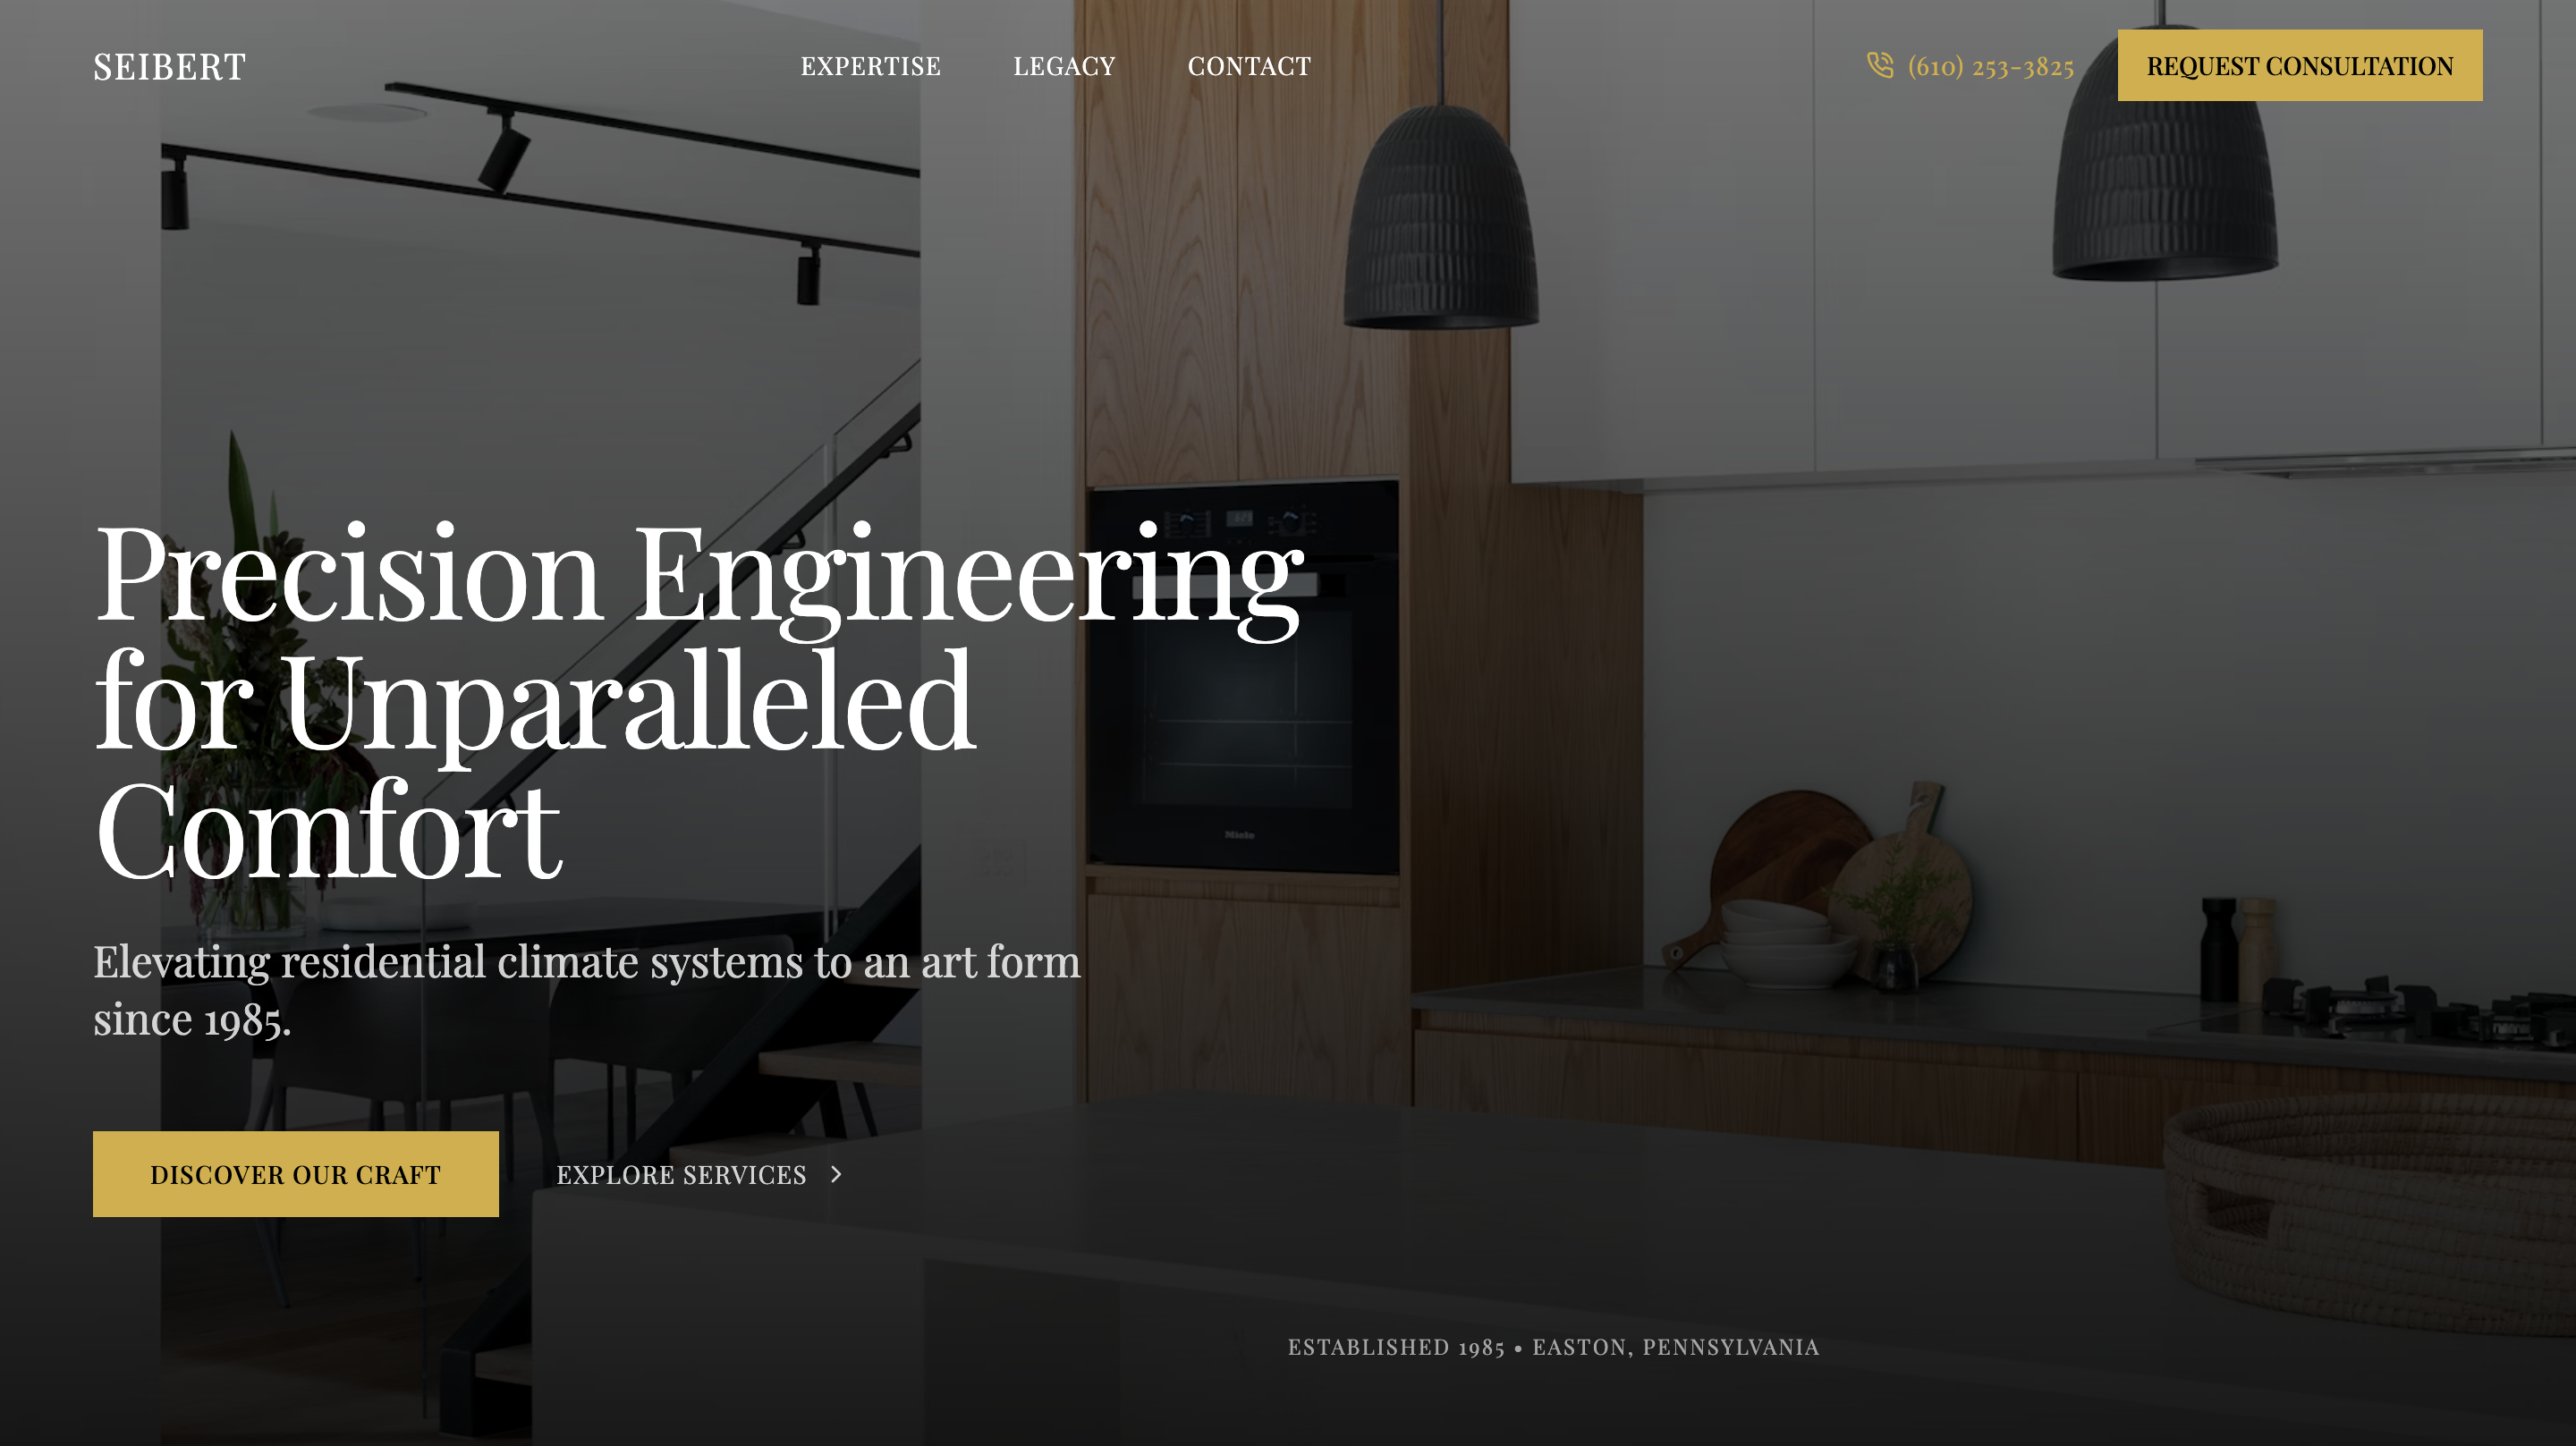 SEIBERT
EXPERTISE
LEGACY
CONTACT
(610) 253-3825
REQUEST CONSULTATION
Precision Engineering
for Unparalleled
Comfort
Miele
Elevating residential climate systems to an art form
since 1985.
DISCOVER OUR CRAFT
EXPLORE SERVICES
ESTABLISHED 1985 • EASTON, PENNSYLVANIA